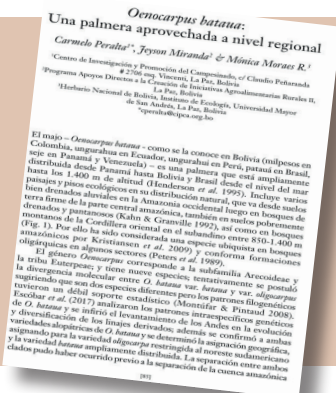 Oenocarpus bataua:
Una palmera aprovechada a nivel regional
Carmelo Peralta¹*, Jeyson Miranda² & Mónica Moraes R.³
¹Centro de Investigación y Promoción del Campesinado, c/ Claudio Peñaranda
# 2706 esq. Vincenti, La Paz, Bolivia
²Programa Apoyos Directos a la Creación de Iniciativas Agroalimentarias Rurales II,
La Paz, Bolivia
³Herbario Nacional de Bolivia, Instituto de Ecología, Universidad Mayor
de San Andrés, La Paz, Bolivia
*cperalta@cipca.org.bo
El majo – Oenocarpus bataua - como se la conoce en Bolivia (milpesos en
Colombia, ungurahua en Ecuador, ungurahui en Perú, patauá en Brasil,
seje en Panamá y Venezuela) – es una palmera que está ampliamente
distribuida desde Panamá hasta Bolivia y Brasil desde el nivel del mar
hasta los 1.400 m de altitud (Henderson et al. 1995). Incluye varios
paisajes y pisos ecológicos en su distribución natural, que va desde suelos
bien drenados aluviales en la Amazonia occidental luego en bosques de
terra firme de la parte central amazónica, también en suelos pobremente
drenados y pantanosos (Kahn & Granville 1992), así como en bosques
montanos de la Cordillera oriental en el subandino entre 850-1.400 m
(Fig. 1). Por ello ha sido considerada una especie ubiquista en bosques
amazónicos por Kristiansen et al. 2009) y conforma formaciones
oligárquicas en algunos sectores (Peters et al. 1989).
El género Oenocarpus corresponde a la subfamilia Arecoideae y
la tribu Euterpeae; y tiene nueve especies; tentativamente se postuló
la divergencia molecular entre O. bataua var. bataua y var. oligocarpus
sugiriendo que son dos especies diferentes pero los patrones filogenéticos
tuvieron un débil soporte estadístico (Montúfar & Pintaud 2008).
Escobar et al. (2017) analizaron los patrones intraespecíficos genéticos
de O. bataua y se infirió el levantamiento de los Andes en la evolución
y diversificación de los linajes derivados; además se confirmó a ambas
variedades alopátricas de O. bataua y se determinó la asignación geográfica,
asignando para la variedad oligocarpus restringida al noreste sudamericano
y la variedad bataua ampliamente distribuida. La separación entre ambos
clados pudo haber ocurrido previo a la separación de la cuenca amazónica